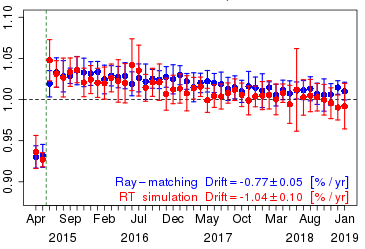 1.10
1.05
1.00
0.95
0.90
Ray-matching Drift=-0.77±0.05 [%/yr]
RT simulation Drift=-1.04±0.10 [%/yr]
Apr Sep Feb Jul Dec May Oct Mar Aug Jan
2015 2016 2017 2018 2019